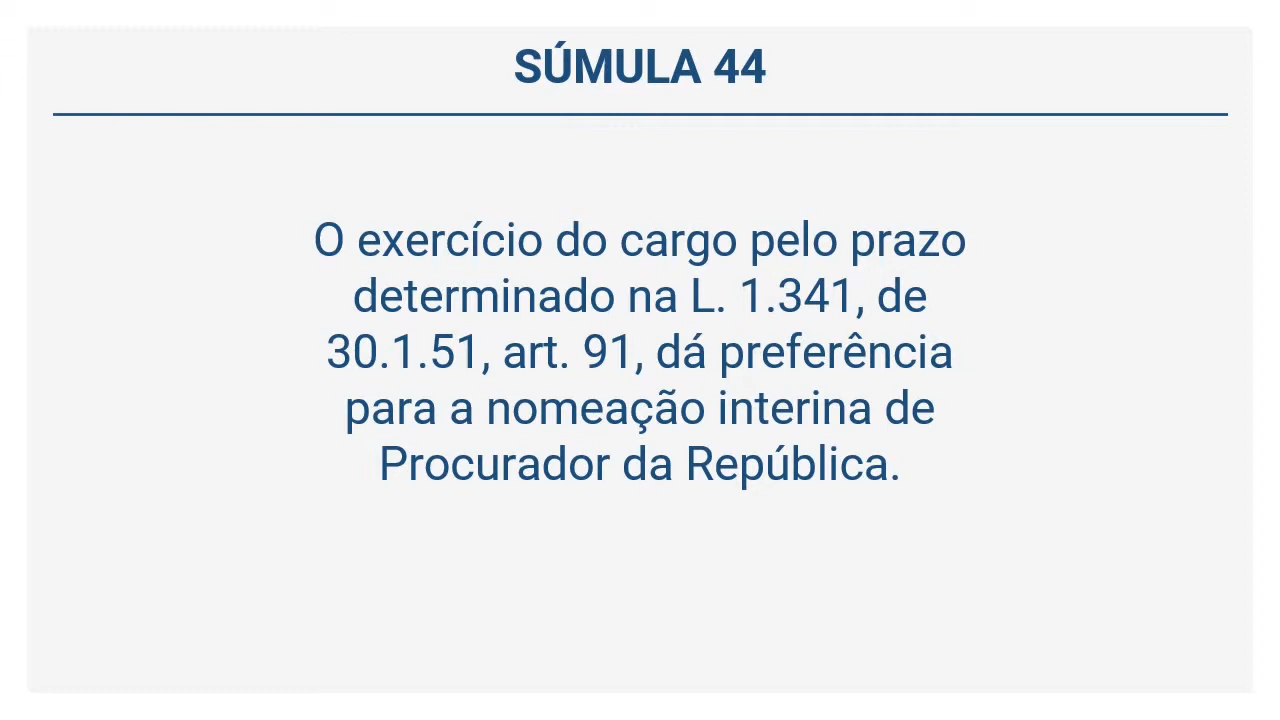 SÚMULA 44
O exercício do cargo pelo prazo
determinado na L. 1.341, de
30.1.51, art. 91, dá preferência
para a nomeação interina de
Procurador da República.